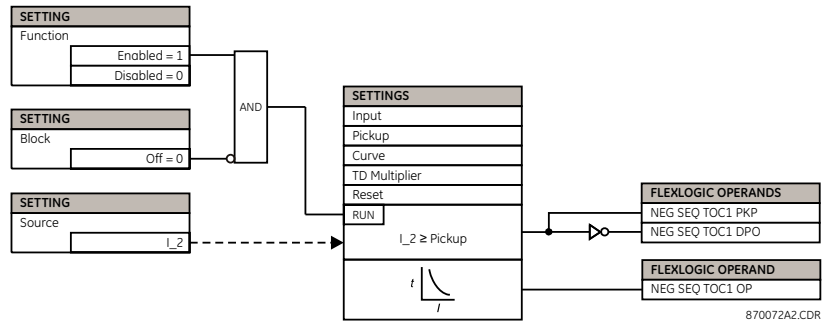 SETTING
Function
Enabled = 1
Disabled = 0
SETTING
Block
Off = 0
SETTING
Source
I_2
AND
SETTINGS
Input
Pickup
Curve
TD Multiplier
Reset
RUN
I_2 ≥ Pickup
t
I
FLEXLOGIC OPERANDS
NEG SEQ TOC1 PKP
NEG SEQ TOC1 DPO
FLEXLOGIC OPERAND
NEG SEQ TOC1 OP
870072A2.CDR